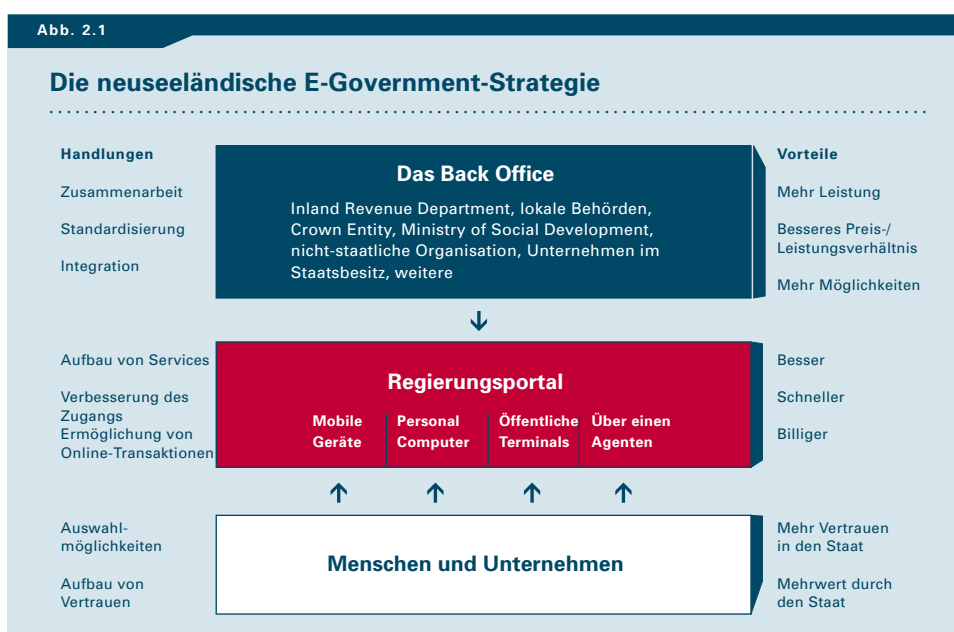 Abb. 2.1
Die neuseeländische E-Government-Strategie
Handlungen
Zusammenarbeit
Standardisierung
Integration
Das Back Office
Inland Revenue Department, lokale Behörden,
Crown Entity, Ministry of Social Development,
nicht-staatliche Organisation, Unternehmen im
Staatsbesitz, weitere
Vorteile
Mehr Leistung
Besseres Preis-/
Leistungsverhältnis
Mehr Möglichkeiten
Aufbau von Services
Verbesserung des
Zugangs
Ermöglichung von
Online-Transaktionen
Regierungsportal
Mobile
Geräte
Personal
Computer
Öffentliche
Terminals
Über einen
Agenten
Besser
Schneller
Billiger
Auswahl-
möglichkeiten
Aufbau von
Vertrauen
Menschen und Unternehmen
Mehr Vertrauen
in den Staat
Mehrwert durch
den Staat